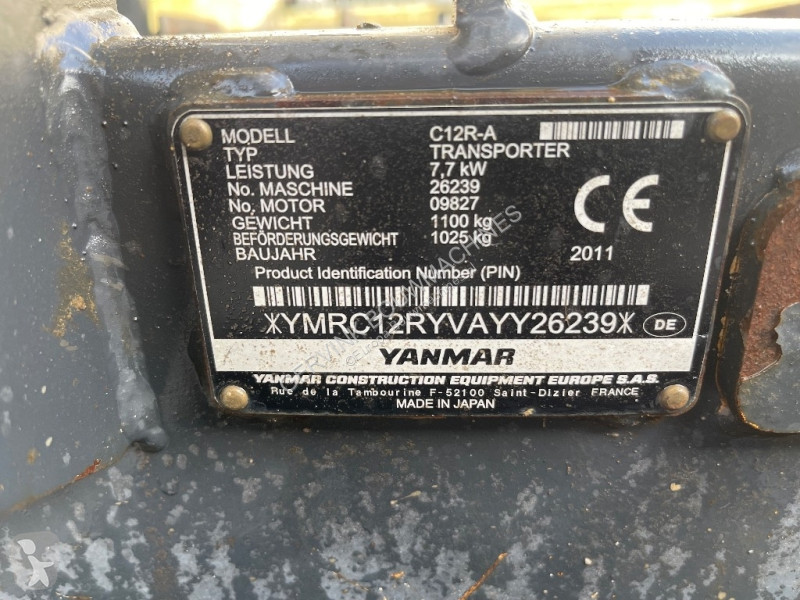 MODELL C12R-A
TYP TRANSPORTER
LEISTUNG 7,7 kW
No. MASCHINE 26239
No. MOTOR 09827
GEWICHT 1100 kg
BEFÖRDERUNGSGEWICHT 1025 kg
BAUJAHR 2011
CE
Product Identification Number (PIN)
*YMRC12RYVAYY26239*
DE
YANMAR
YANMAR CONSTRUCTION EQUIPMENT EUROPE S.A.S.
Rue de la Tambourine F-52100 Saint-Dizier FRANCE
MADE IN JAPAN